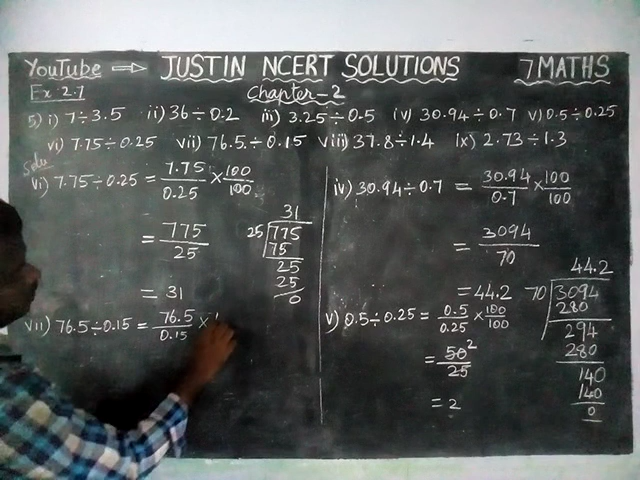 YouTube ⇒ JUSTIN NCERT SOLUTIONS 7 MATHS
Ex 2.7 Chapter-2
5) i) 7÷3.5 ii) 36÷0.2 iii) 3.25÷0.5 iv) 30.94÷0.7 v) 0.5÷0.25
vi) 7.75÷0.25 vii) 76.5÷0.15 viii) 37.8÷1.4 ix) 2.73÷1.3
Solu
vi) 7.75÷0.25 = 7.75/0.25 × 100/100
= 775/25
31
25 775
75
25
25
0
= 31
vii) 76.5÷0.15 = 76.5/0.15 ×
iv) 30.94÷0.7 = 30.94/0.7 × 100/100
= 3094/70
= 44.2
44.2
70 3094
280
294
280
140
140
0
v) 0.5÷0.25 = 0.5/0.25 × 100/100
= 50/25 2
= 2